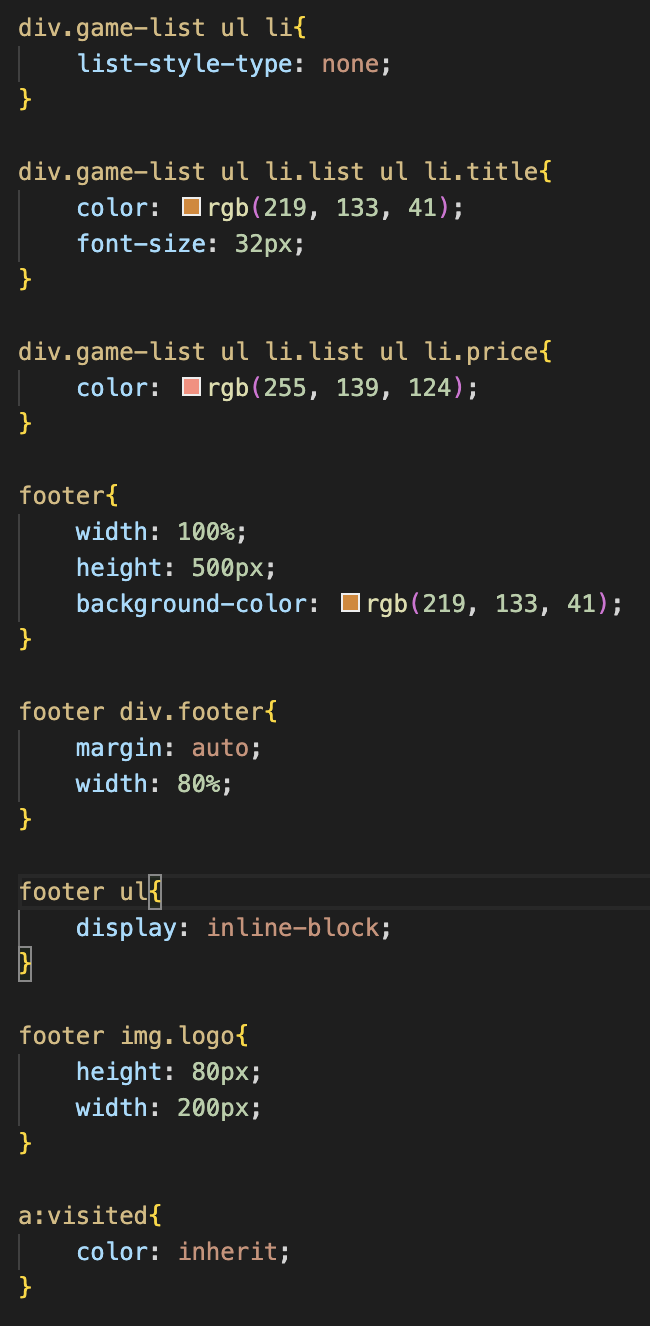 div.game-list ul li{
    list-style-type: none;
}

div.game-list ul li.list ul li.title{
    color: rgb(219, 133, 41);
    font-size: 32px;
}

div.game-list ul li.list ul li.price{
    color: rgb(255, 139, 124);
}

footer{
    width: 100%;
    height: 500px;
    background-color: rgb(219, 133, 41);
}

footer div.footer{
    margin: auto;
    width: 80%;
}

footer ul{
    display: inline-block;
}

footer img.logo{
    height: 80px;
    width: 200px;
}

a:visited{
    color: inherit;
}